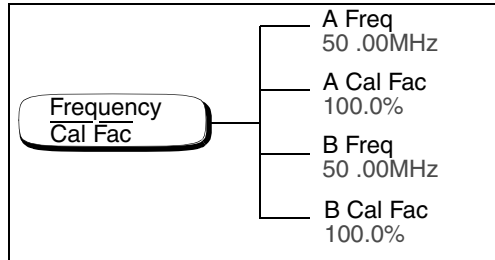 Frequency
Cal Fac
A Freq
50 .00MHz
A Cal Fac
100.0%
B Freq
50 .00MHz
B Cal Fac
100.0%